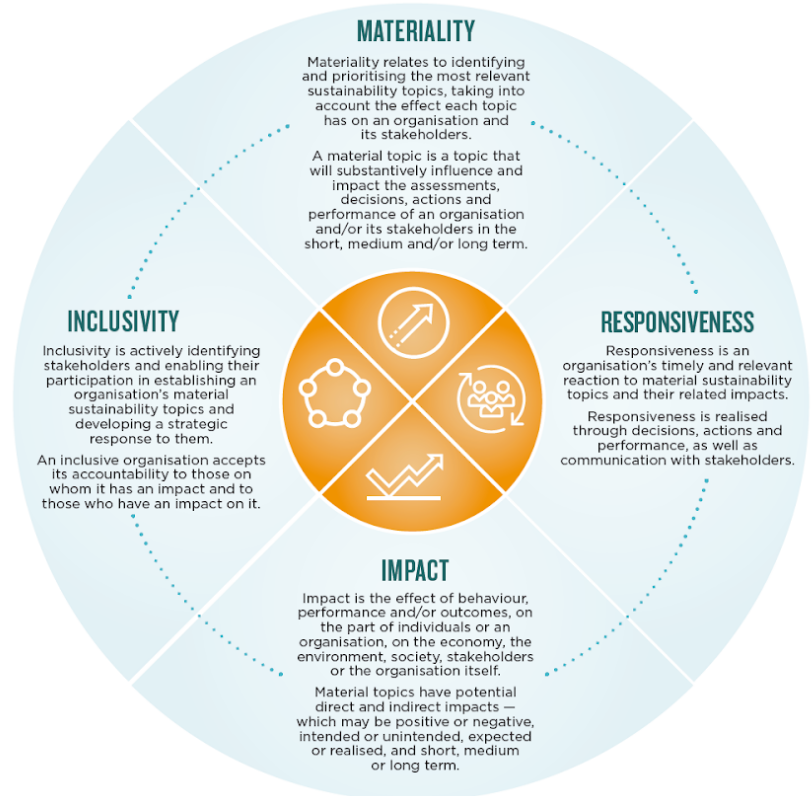 MATERIALITY
Materiality relates to identifying
and prioritising the most relevant
sustainability topics, taking into
account the effect each topic
has on an organisation and
its stakeholders.
A material topic is a topic that
will substantively influence and
impact the assessments,
decisions, actions and
performance of an organisation
and/or its stakeholders in the
short, medium and/or long term.
INCLUSIVITY
Inclusivity is actively identifying
stakeholders and enabling their
participation in establishing an
organisation's material
sustainability topics and
developing a strategic
response to them.
An inclusive organisation accepts
its accountability to those on
whom it has an impact and to
those who have an impact on it.
RESPONSIVENESS
Responsiveness is an
organisation's timely and relevant
reaction to material sustainability
topics and their related impacts.
Responsiveness is realised
through decisions, actions and
performance, as well as
communication with stakeholders.
IMPACT
Impact is the effect of behaviour,
performance and/or outcomes, on
the part of individuals or an
organisation, on the economy, the
environment, society, stakeholders
or the organisation itself.
Material topics have potential
direct and indirect impacts —
which may be positive or negative,
intended or unintended, expected
or realised, and short, medium
or long term.